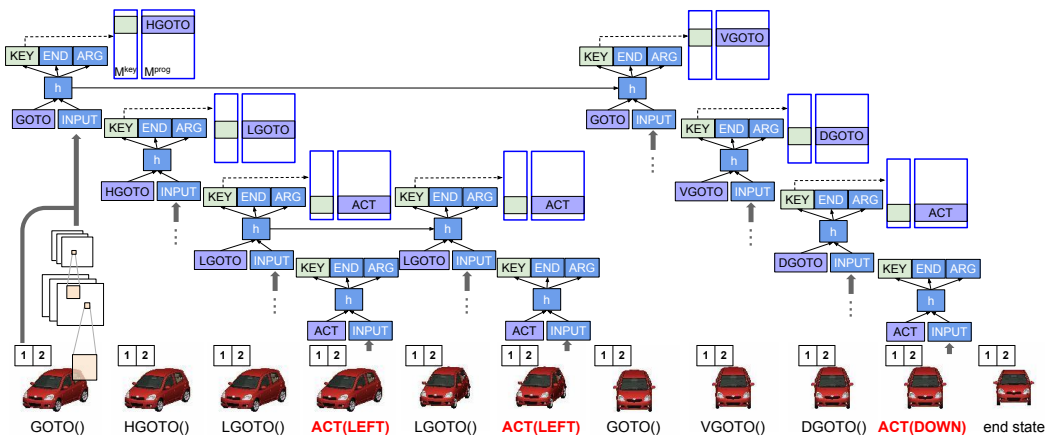 HGOTO
VGOTO
KEY END ARG
KEY END ARG
M^key M^prog
h
h
GOTO INPUT
GOTO INPUT
KEY END ARG
LGOTO
KEY END ARG
DGOTO
h
h
HGOTO INPUT
VGOTO INPUT
KEY END ARG
ACT
KEY END ARG
ACT
KEY END ARG
ACT
h
h
h
LGOTO INPUT
LGOTO INPUT
DGOTO INPUT
KEY END ARG
KEY END ARG
KEY END ARG
h
h
h
ACT INPUT
ACT INPUT
ACT INPUT
1 2 1 2 1 2 1 2 1 2 1 2 1 2 1 2 1 2 1 2 1 2
GOTO() HGOTO() LGOTO() ACT(LEFT) LGOTO() ACT(LEFT) GOTO() VGOTO() DGOTO() ACT(DOWN) end state